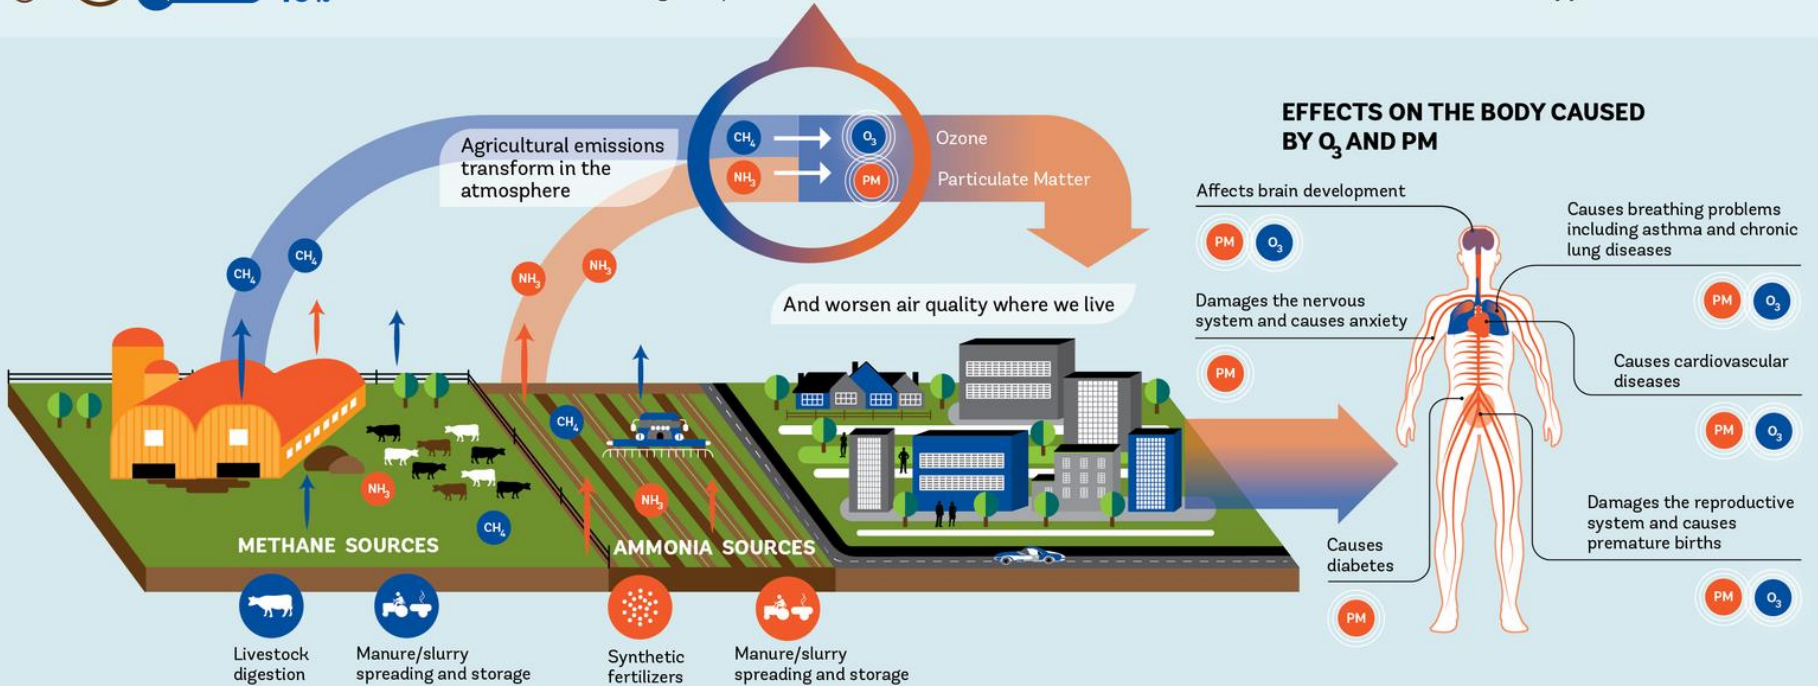 Agricultural emissions
transform in the
atmosphere
CH₄
O₃
Ozone
NH₃
PM
Particulate Matter
CH₄
CH₄
NH₃
NH₃
And worsen air quality where we live
CH₄
NH₃
NH₃
CH₄
METHANE SOURCES
AMMONIA SOURCES
Livestock
digestion
Manure/slurry
spreading and storage
Synthetic
fertilizers
Manure/slurry
spreading and storage
EFFECTS ON THE BODY CAUSED
BY O₃ AND PM
Affects brain development
PM O₃
Damages the nervous
system and causes anxiety
PM
Causes
diabetes
PM
Causes breathing problems
including asthma and chronic
lung diseases
PM O₃
Causes cardiovascular
diseases
PM O₃
Damages the reproductive
system and causes
premature births
PM O₃